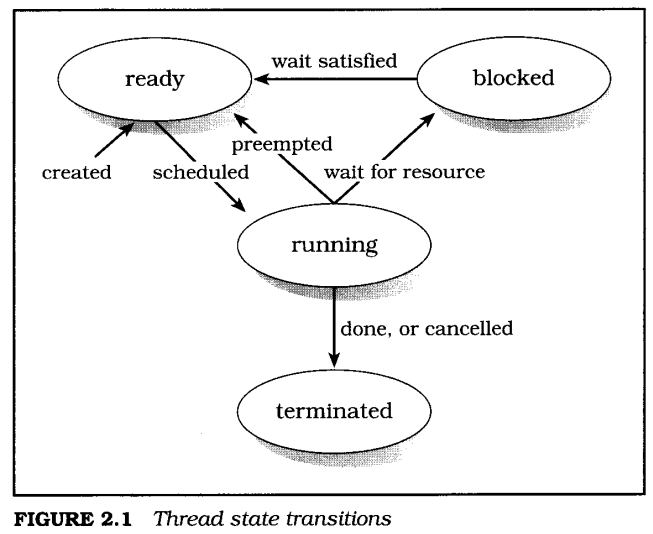 wait satisfied
ready
blocked
preempted
created
scheduled
wait for resource
running
done, or cancelled
terminated
FIGURE 2.1 Thread state transitions